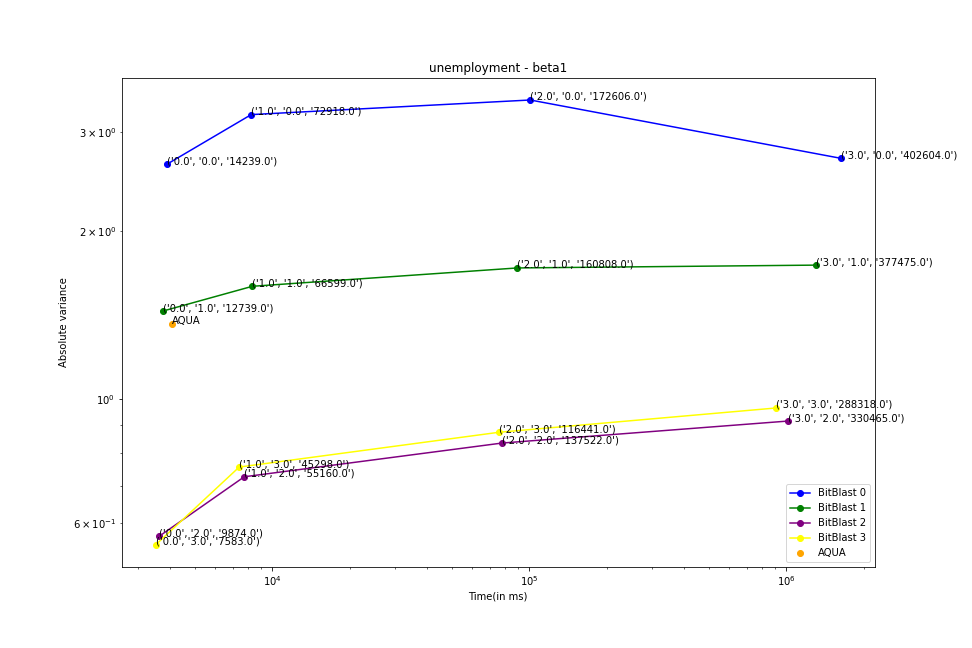 unemployment - beta1
('2.0', '0.0', '172606.0')
('1.0', '0.0', '72918.0')
3 × 10⁰
('3.0', '0.0', '402604.0')
('0.0', '0.0', '14239.0')
2 × 10⁰
('3.0', '1.0', '377475.0')
('2.0', '1.0', '160808.0')
('1.0', '1.0', '66599.0')
('0.0', '1.0', '12739.0')
AQUA
Absolute variance
10⁰
('3.0', '3.0', '288318.0')
('3.0', '2.0', '330465.0')
('2.0', '3.0', '116441.0')
('2.0', '2.0', '137522.0')
('1.0', '3.0', '45298.0')
('1.0', '2.0', '55160.0')
6 × 10⁻¹
('0.0', '2.0', '9874.0')
('0.0', '3.0', '7583.0')
BitBlast 0
BitBlast 1
BitBlast 2
BitBlast 3
AQUA
10⁴
10⁵
10⁶
Time(in ms)